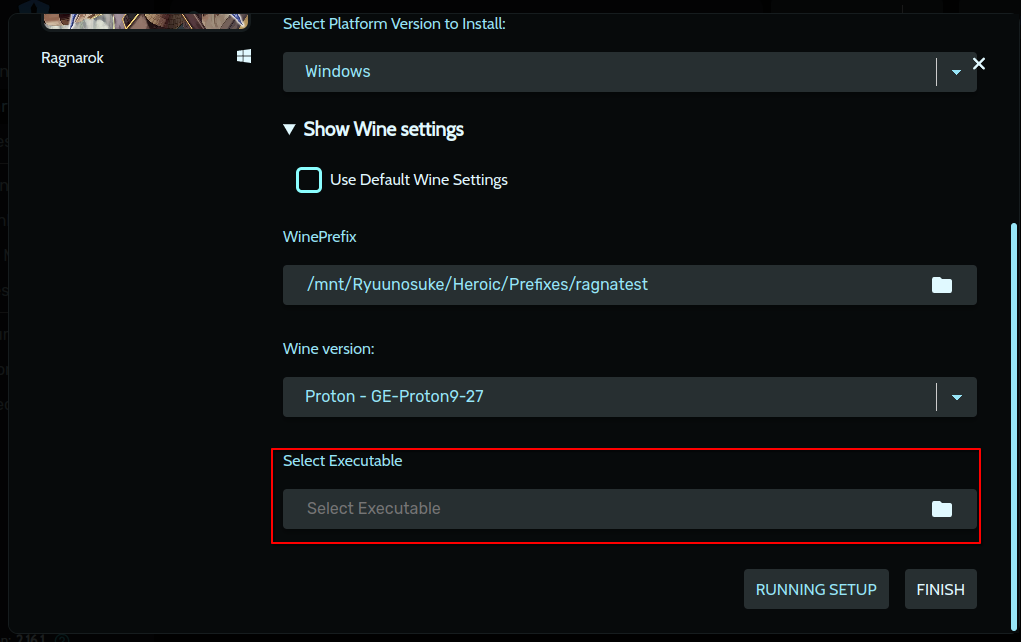 Select Platform Version to Install:
Ragnarok
Windows
Show Wine settings
Use Default Wine Settings
WinePrefix
/mnt/Ryuunosuke/Heroic/Prefixes/ragnatest
Wine version:
Proton - GE-Proton9-27
Select Executable
Select Executable
RUNNING SETUP
FINISH